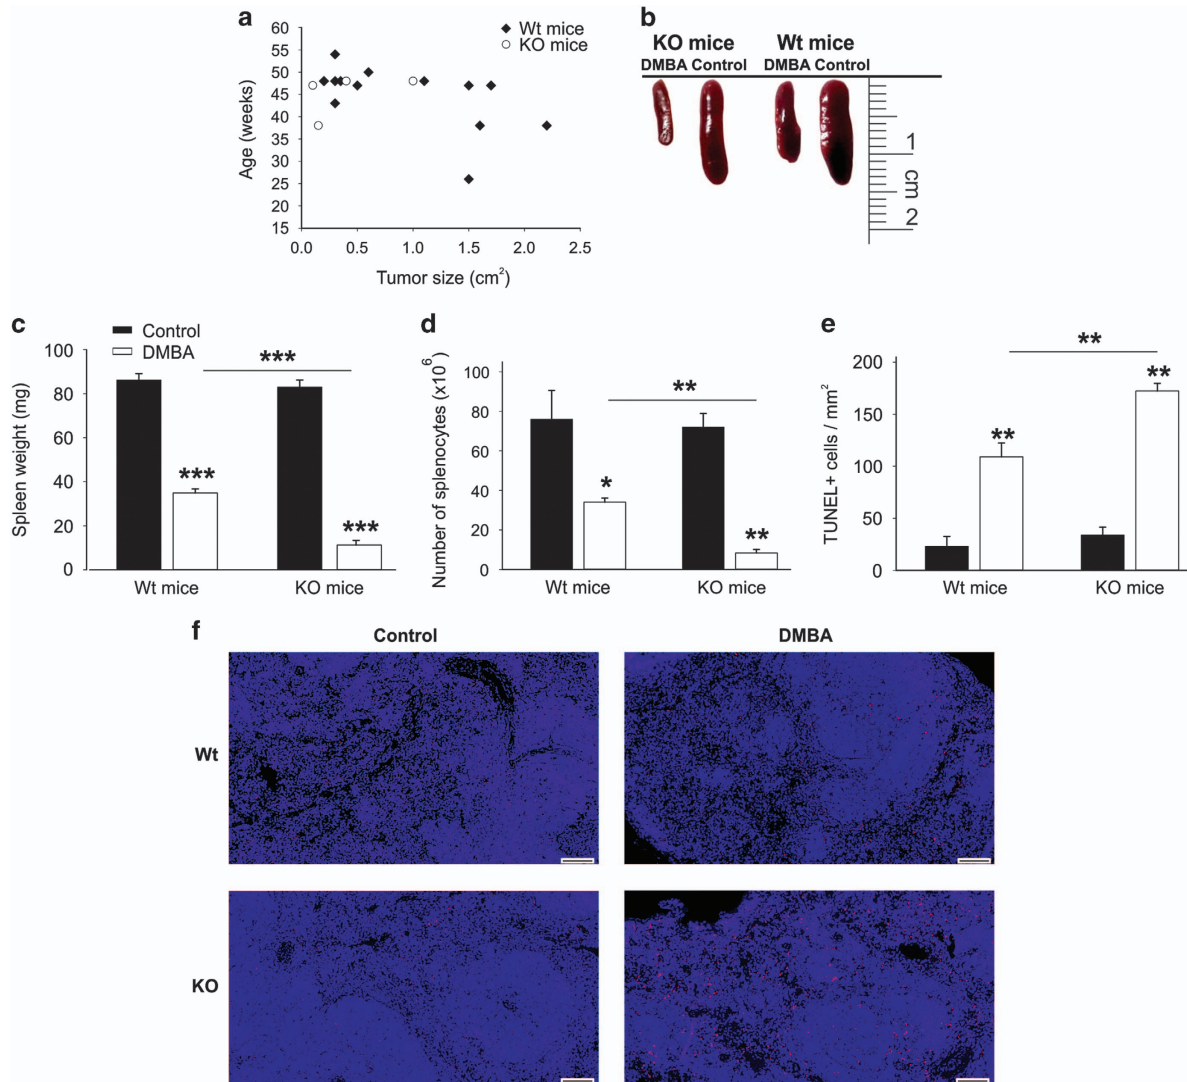 a
60
55
50
45
40
35
30
25
20
15
Age (weeks)
0.0 0.5 1.0 1.5 2.0 2.5
Tumor size (cm²)
Wt mice
KO mice
b
KO mice Wt mice
DMBA Control DMBA Control
1
cm
2
c
Control
DMBA
100
80
60
40
20
0
Spleen weight (mg)
***
***
***
Wt mice KO mice
d
100
80
60
40
20
0
Number of splenocytes (x10⁶)
**
*
**
Wt mice KO mice
e
200
150
100
50
0
TUNEL+ cells / mm²
**
**
**
Wt mice KO mice
f
Control DMBA
Wt
KO